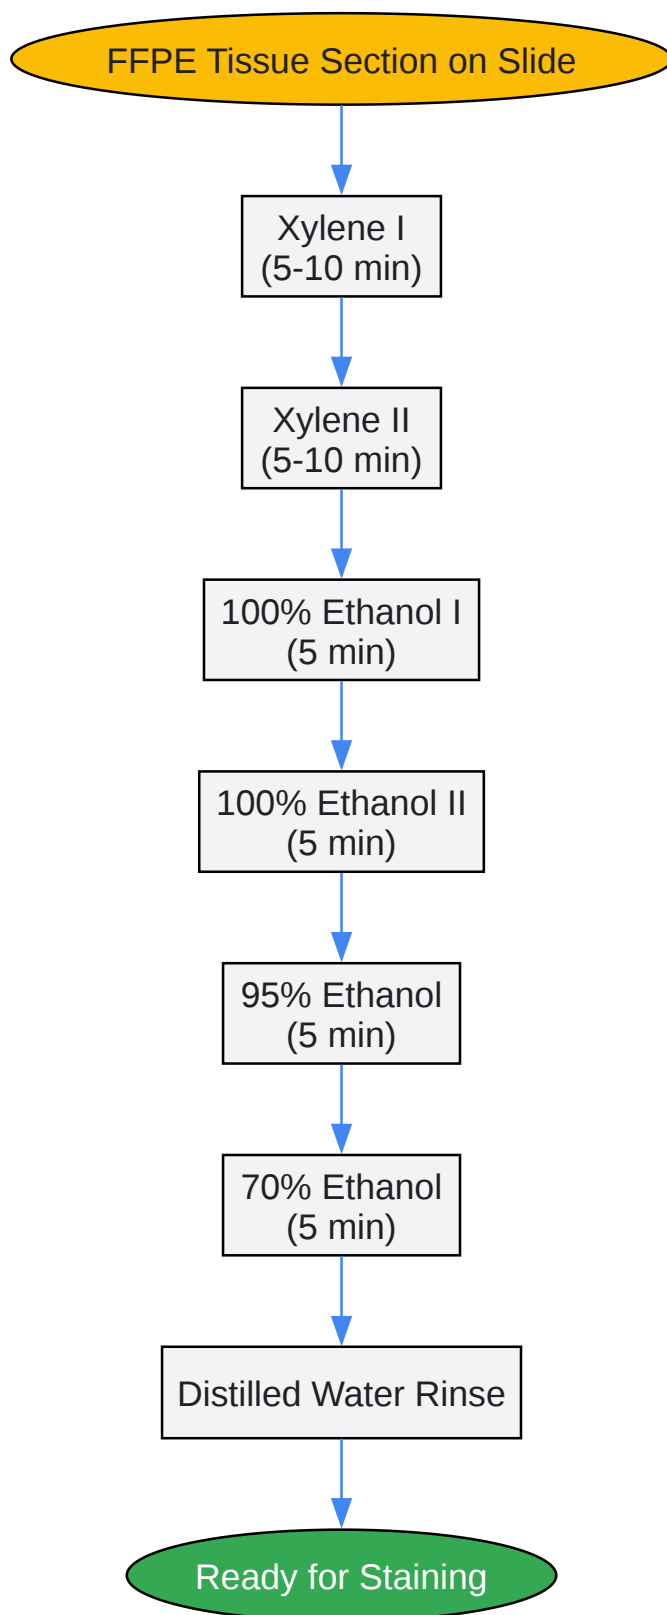 FFPE Tissue Section on Slide
Xylene I
(5-10 min)
Xylene II
(5-10 min)
100% Ethanol I
(5 min)
100% Ethanol II
(5 min)
95% Ethanol
(5 min)
70% Ethanol
(5 min)
Distilled Water Rinse
Ready for Staining